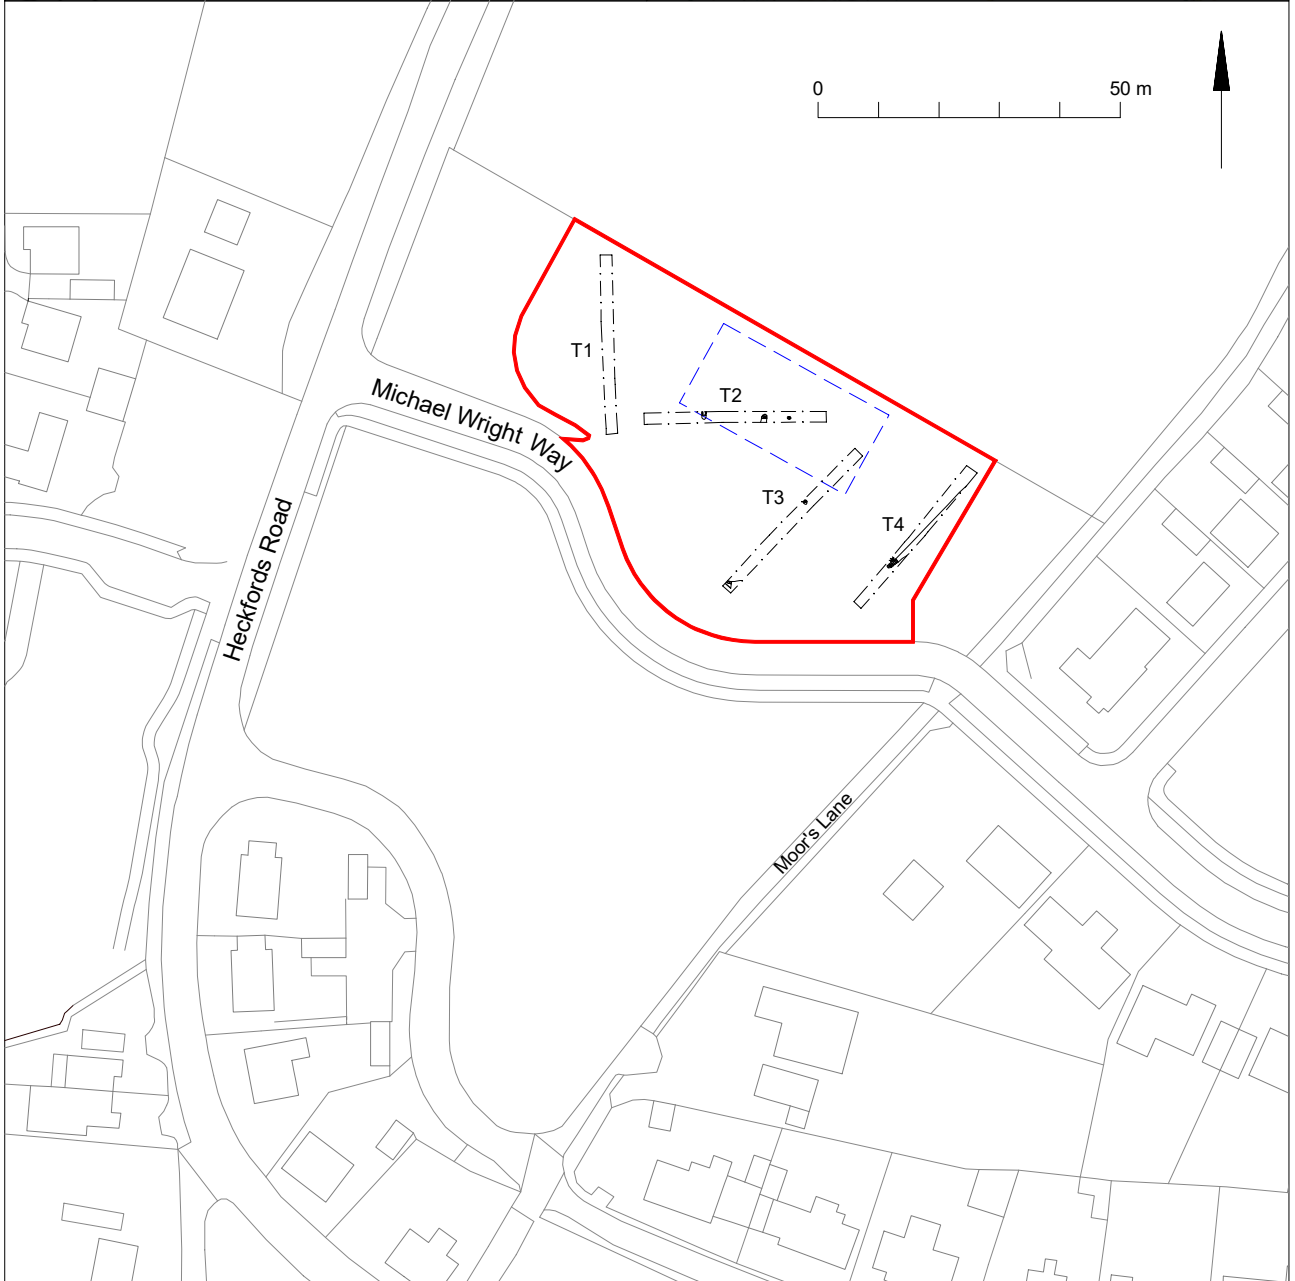 0 50 m
T1
Michael Wright Way
T2
T3
T4
Heckfords Road
Moor's Lane